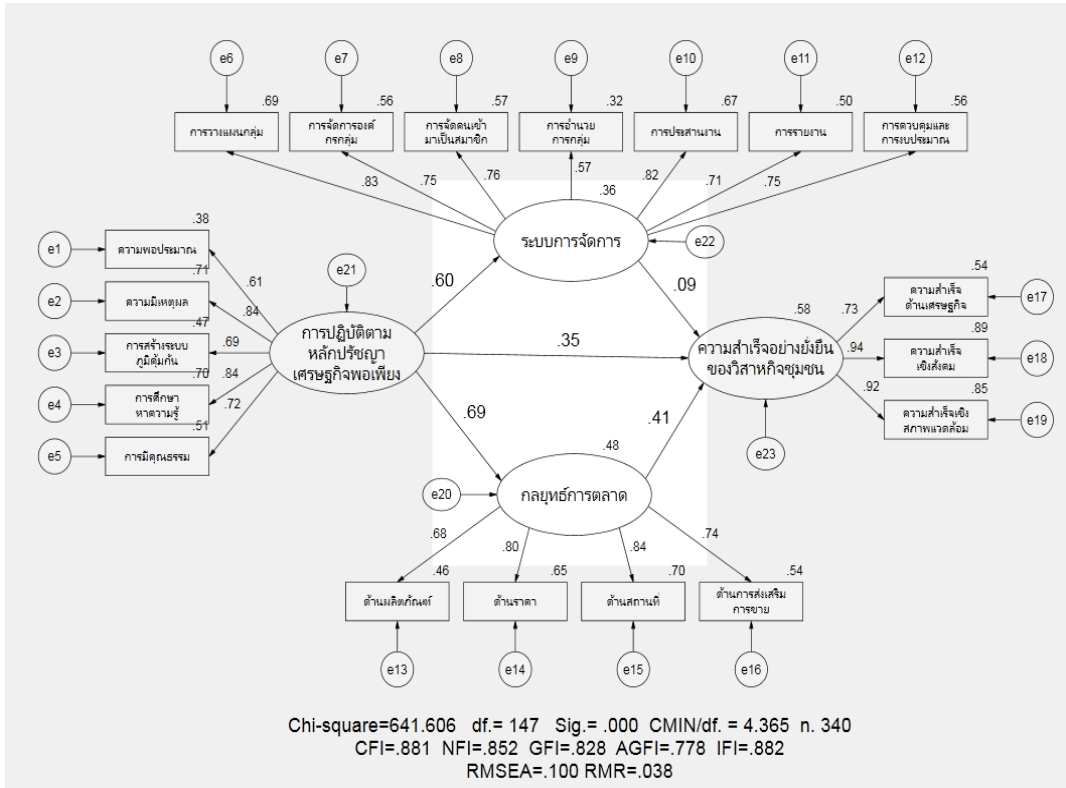 e6 e7 e8 e9 e10 e11 e12
.69 .56 .57 .32 .67 .50 .56
การวางแผนกลุ่ม
การจัดการองค์
กรกลุ่ม
การจัดตนเข้า
มาเป็นสมาชิก
การอำนวย
การกลุ่ม
การประสานงาน
การรายงาน
การควบคุมและ
การงบประมาณ
.83 .75 .76 .57 .82 .71 .75
.36
ระบบการจัดการ
e22
e1
.38
ความพอประมาณ
e2
.71
ความมีเหตุผล
e3
.47
การสร้างระบบ
ภูมิคุ้มกัน
e4
.70
การศึกษา
หาความรู้
e5
.51
การมีคุณธรรม
.61
.84
.69
.84
.72
e21
การปฏิบัติตาม
หลักปรัชญา
เศรษฐกิจพอเพียง
.60
.09
.35
.69
.41
.58
ความสำเร็จอย่างยั่งยืน
ของวิสาหกิจชุมชน
e23
.73
.94
.92
.54
ความสำเร็จ
ด้านเศรษฐกิจ
e17
.89
ความสำเร็จ
เชิงสังคม
e18
.85
ความสำเร็จเชิง
สภาพแวดล้อม
e19
.48
e20
กลยุทธ์การตลาด
.68 .80 .84 .74
.46 .65 .70 .54
ด้านผลิตภัณฑ์
ด้านราคา
ด้านสถานที่
ด้านการส่งเสริม
การขาย
e13 e14 e15 e16
Chi-square=641.606 df.= 147 Sig.= .000 CMIN/df. = 4.365 n. 340
CFI=.881 NFI=.852 GFI=.828 AGFI=.778 IFI=.882
RMSEA=.100 RMR=.038